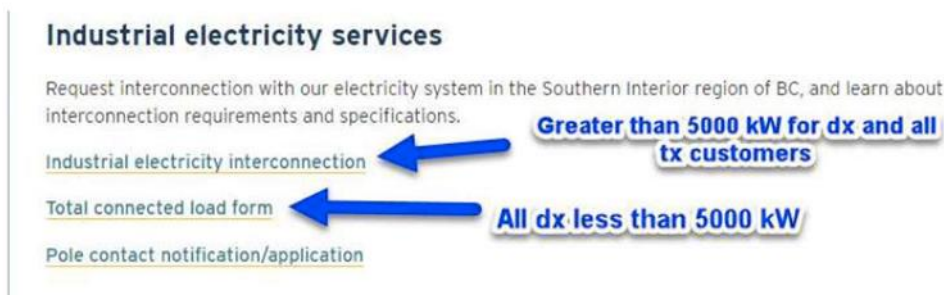 Industrial electricity services
Request interconnection with our electricity system in the Southern Interior region of BC, and learn about
interconnection requirements and specifications.
Greater than 5000 kW for dx and all
tx customers
Industrial electricity interconnection
Total connected load form
All dx less than 5000 kW
Pole contact notification/application